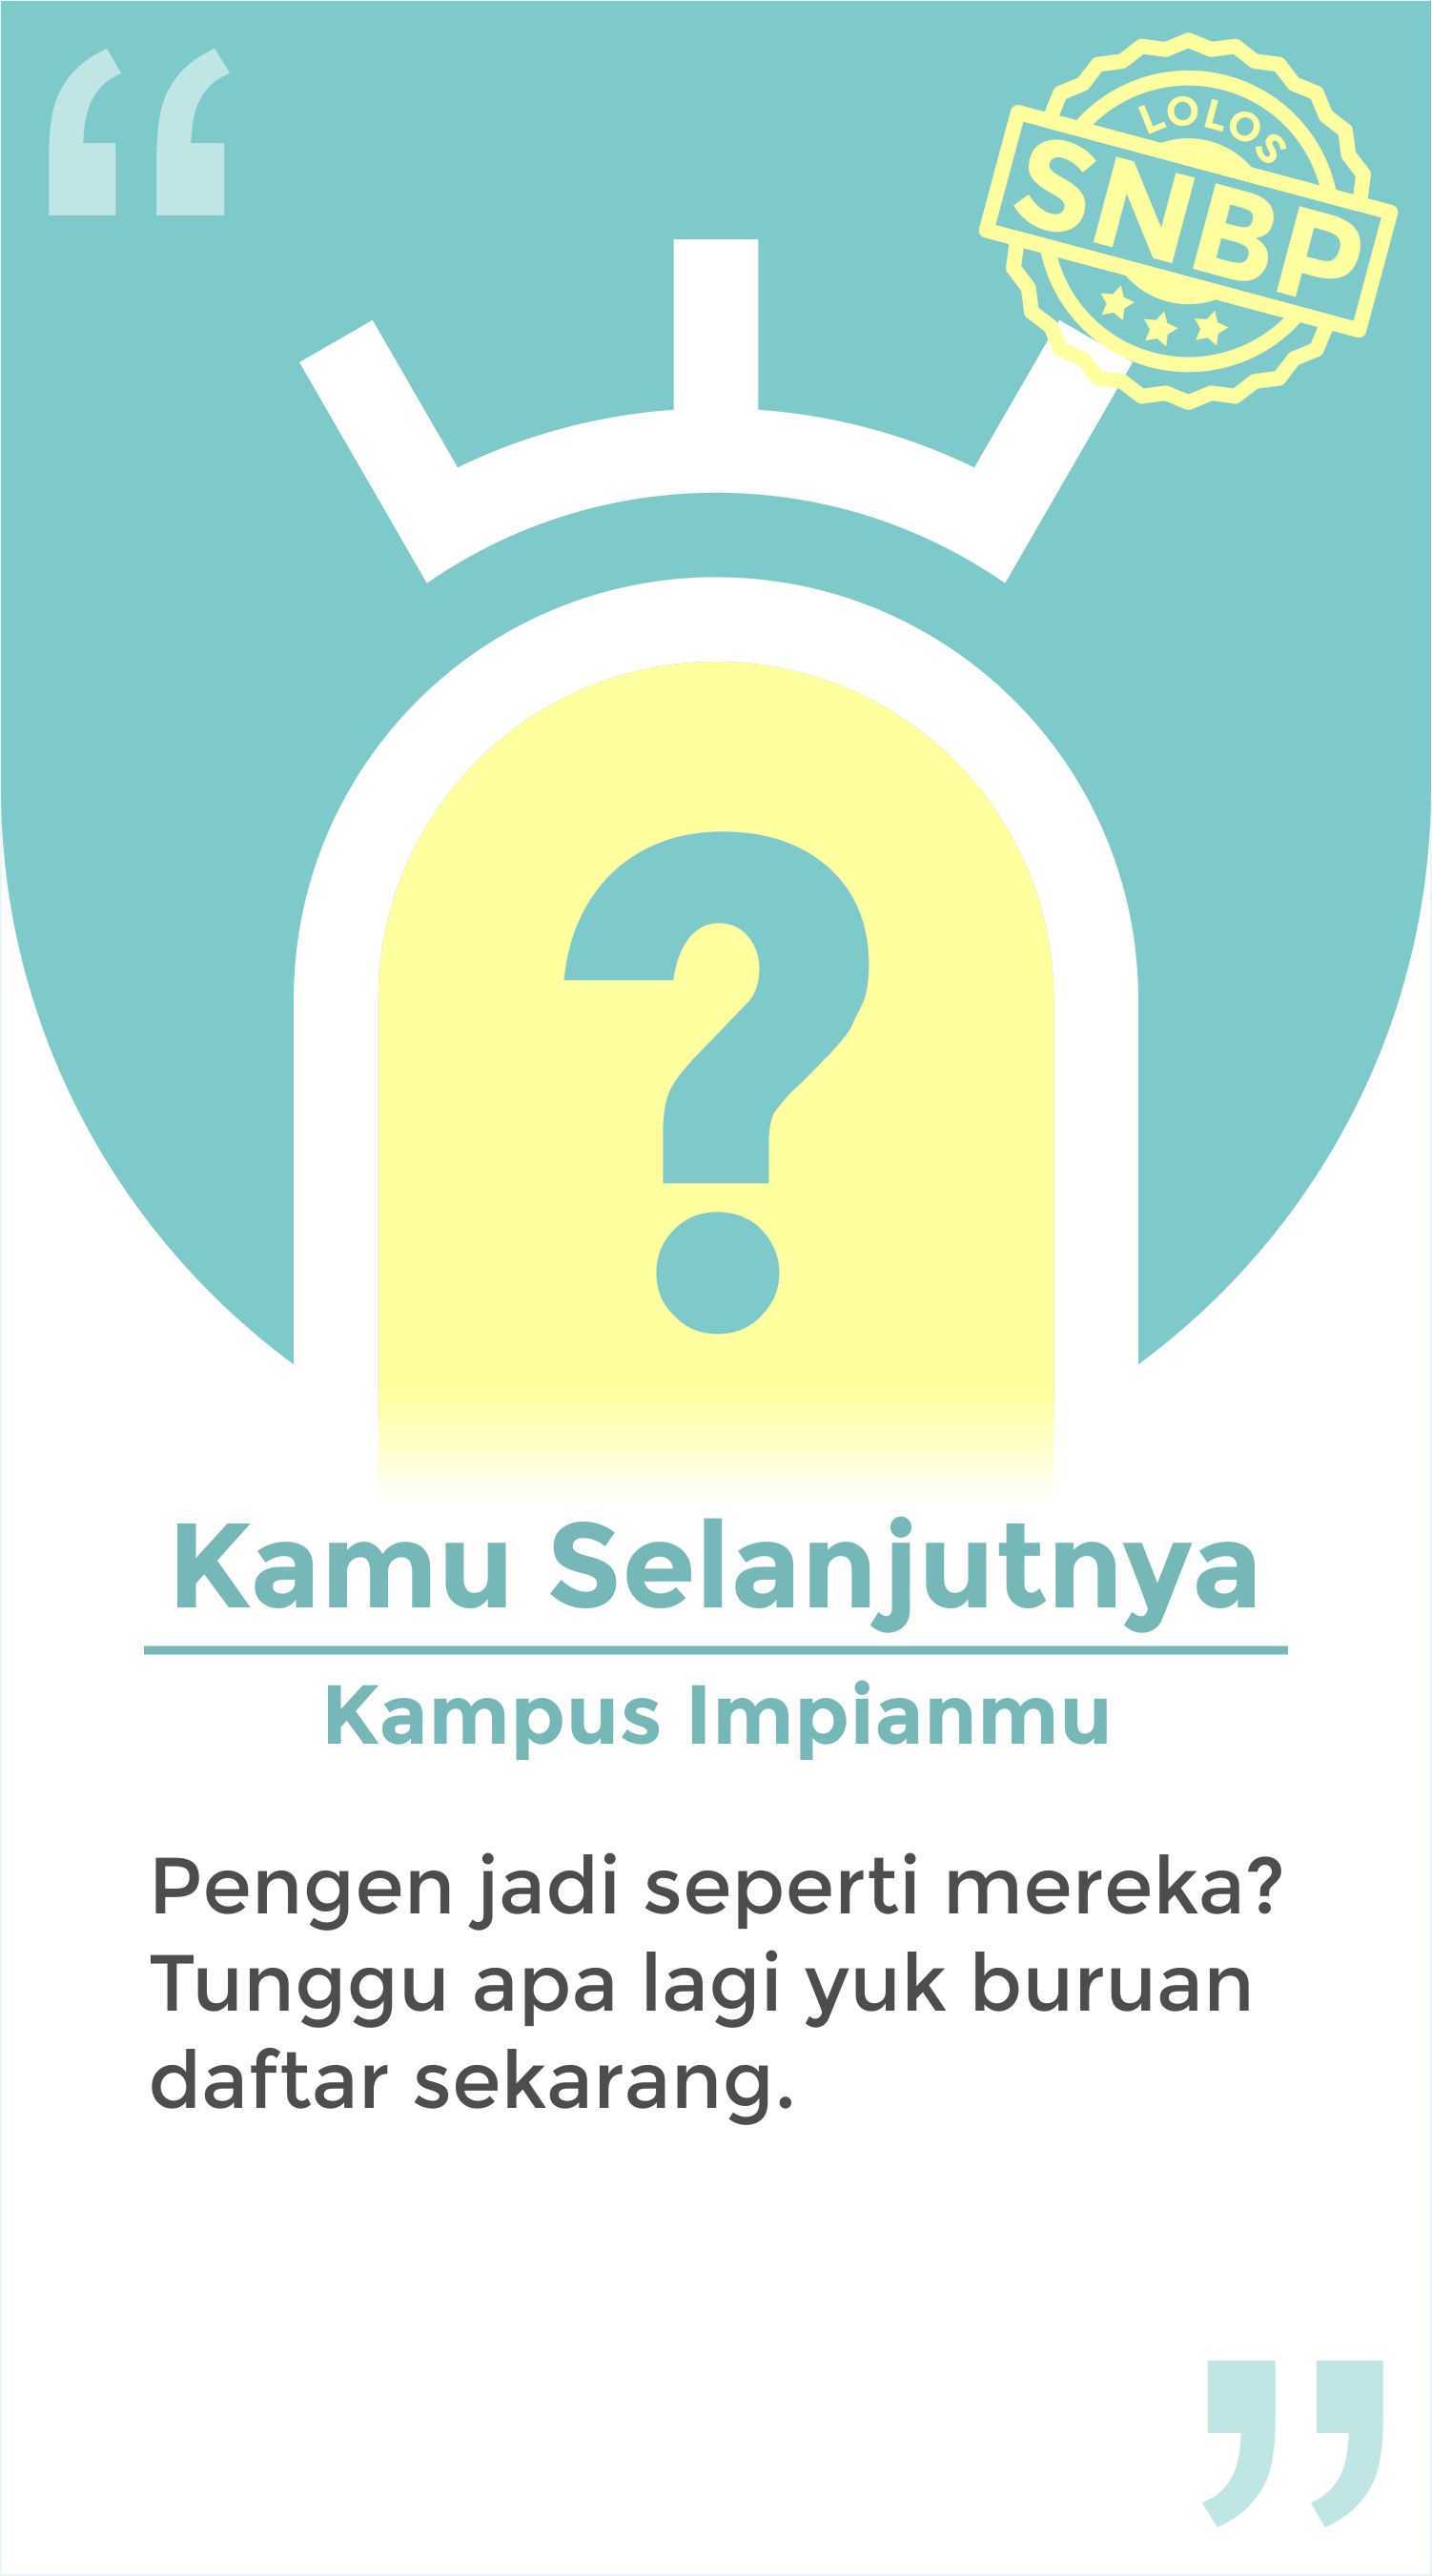 LOLOS
SNBP
Kamu Selanjutnya
Kampus Impianmu
Pengen jadi seperti mereka?
Tunggu apa lagi yuk buruan
daftar sekarang.